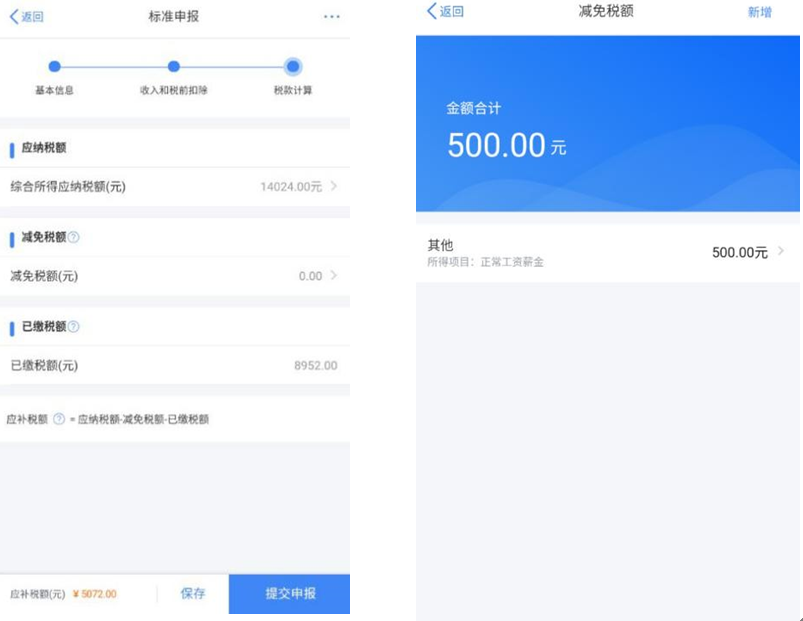 返回 标准申报 ...
基本信息 收入和税前扣除 税款计算
应纳税额
综合所得应纳税额(元) 14024.00元
减免税额?
减免税额(元) 0.00
已缴税额?
已缴税额(元) 8952.00
应补税额 ? = 应纳税额-减免税额-已缴税额
应补税额(元) ¥5072.00 保存 提交申报
返回 减免税额 新增
金额合计
500.00 元
其他
所得项目：正常工资薪金 500.00元